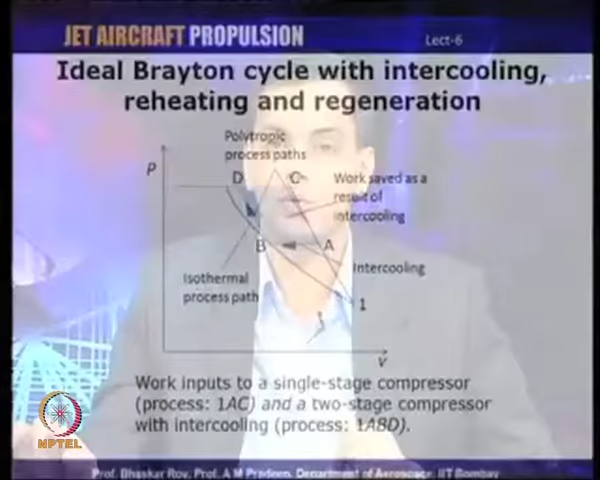 JET AIRCRAFT PROPULSION
Lect-6
Ideal Brayton cycle with intercooling,
reheating and regeneration
Polytropic
process paths
P
D
C
Work saved as a
result of
intercooling
B
A
Intercooling
Isothermal
process path
1
v
Work inputs to a single-stage compressor
(process: 1AC) and a two-stage compressor
with intercooling (process: 1ABD).
NPTEL
Prof. Bhaskar Roy, Prof. A M Pradeep, Department of Aerospace, IIT Bombay